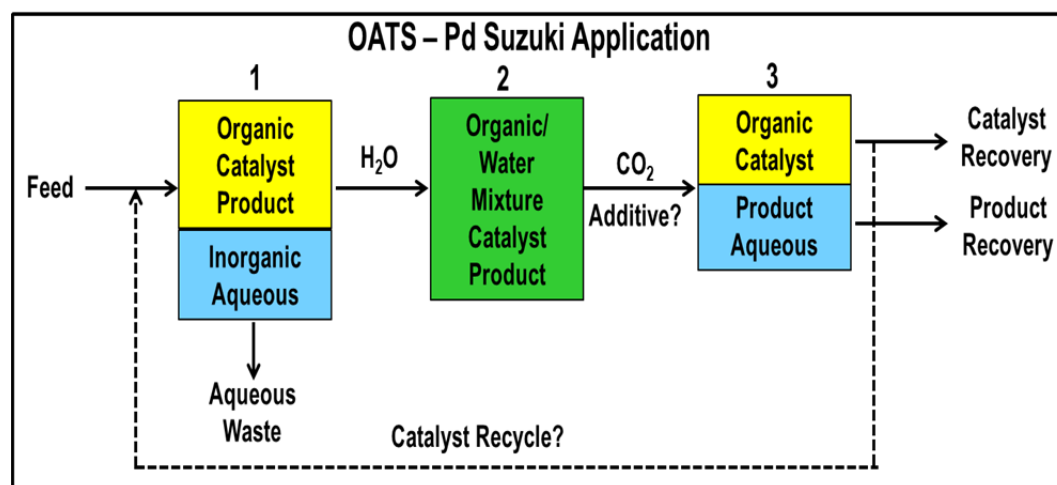 OATS – Pd Suzuki Application
1
2
3
Feed
Organic
Catalyst
Product
Inorganic
Aqueous
Aqueous
Waste
H₂O
Organic/
Water
Mixture
Catalyst
Product
CO₂
Additive?
Organic
Catalyst
Product
Aqueous
Catalyst
Recovery
Product
Recovery
Catalyst Recycle?